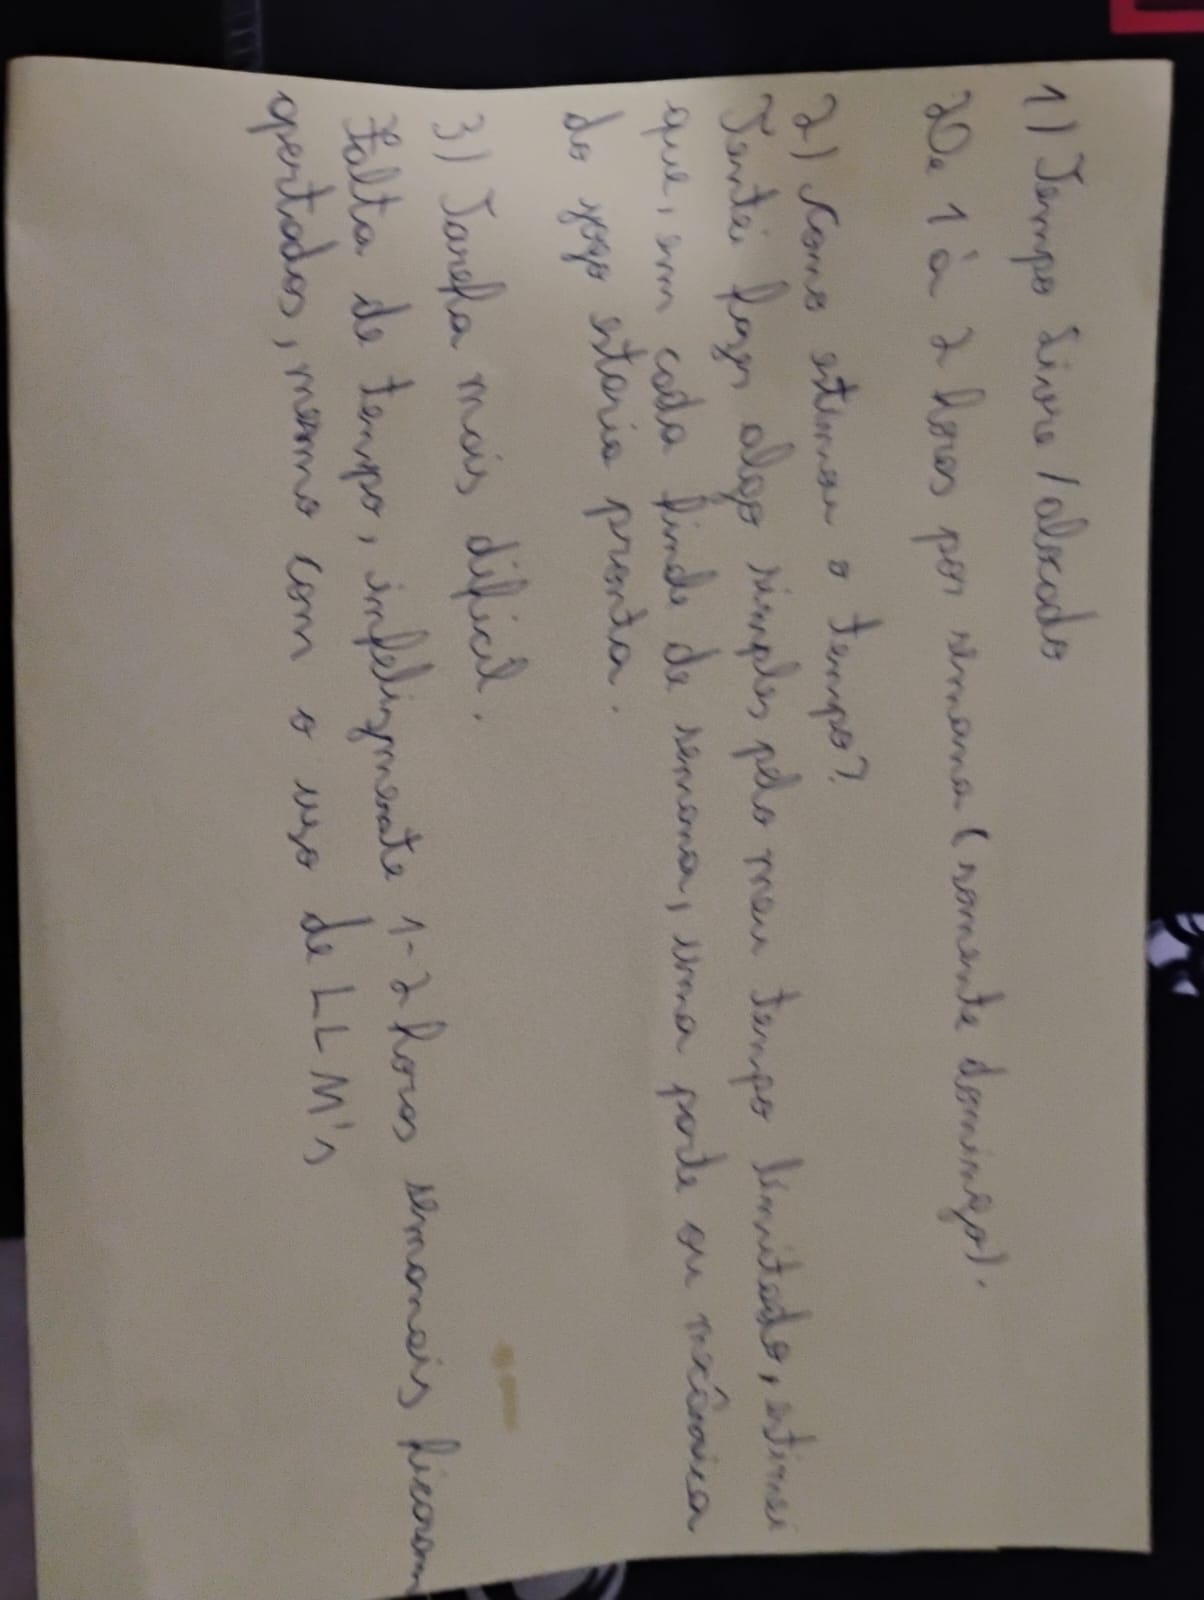 1) Tempo Livre / alocado
De 1 à 2 horas por semana (somente domingo).
2) Como estimou o tempo?
Tentei fazer algo simples, pelo meu tempo limitado, estimei
que, em cada finde de semana, uma parte ou mecânica
do jogo estaria pronta.
3) Tarefa mais difícil.
Falta de tempo, infelizmente 1-2 horas semanais ficaram
apertados, mesmo com o uso de LLM's